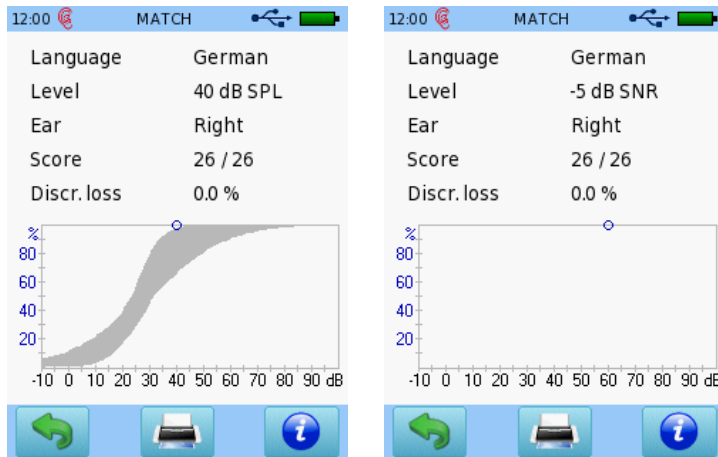 12:00 MATCH
Language German
Level 40 dB SPL
Ear Right
Score 26 / 26
Discr. loss 0.0 %
%
80
60
40
20
-10 0 10 20 30 40 50 60 70 80 90 dB
i
12:00 MATCH
Language German
Level -5 dB SNR
Ear Right
Score 26 / 26
Discr. loss 0.0 %
%
80
60
40
20
-10 0 10 20 30 40 50 60 70 80 90 dB
i